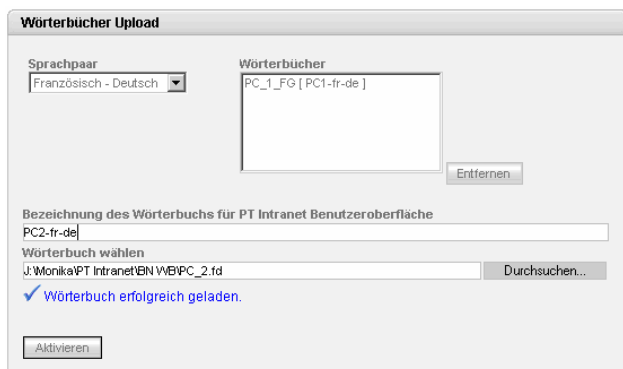 Wörterbücher Upload
Sprachpaar
Wörterbücher
Französisch - Deutsch
PC_1_FG [ PC1-fr-de ]
Entfernen
Bezeichnung des Wörterbuchs für PT Intranet Benutzeroberfläche
PC2-fr-de
Wörterbuch wählen
J:\Monika\PT Intranet\BN WB\PC_2.fd
Durchsuchen...
Wörterbuch erfolgreich geladen.
Aktivieren